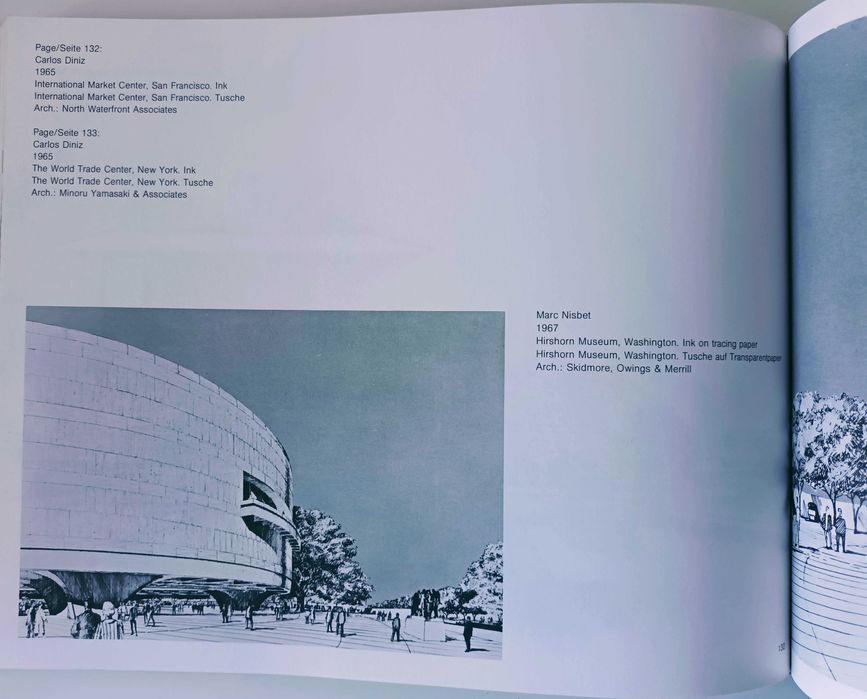 Page/Seite 132:
Carlos Diniz
1965
International Market Center, San Francisco. Ink
International Market Center, San Francisco. Tusche
Arch.: North Waterfront Associates
Page/Seite 133:
Carlos Diniz
1965
The World Trade Center, New York. Ink
The World Trade Center, New York. Tusche
Arch.: Minoru Yamasaki & Associates
Marc Nisbet
1967
Hirshorn Museum, Washington. Ink on tracing paper
Hirshorn Museum, Washington. Tusche auf Transparentpapier
Arch.: Skidmore, Owings & Merrill